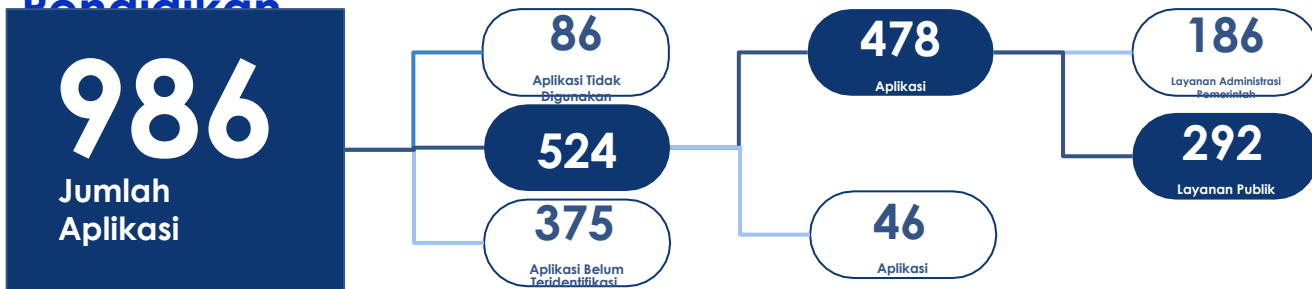 Pendidikan
986
Jumlah
Aplikasi
86
Aplikasi Tidak
Digunakan
524
375
Aplikasi Belum
Teridentifikasi
478
Aplikasi
46
Aplikasi
186
Layanan Administrasi
Pemerintah
292
Layanan Publik